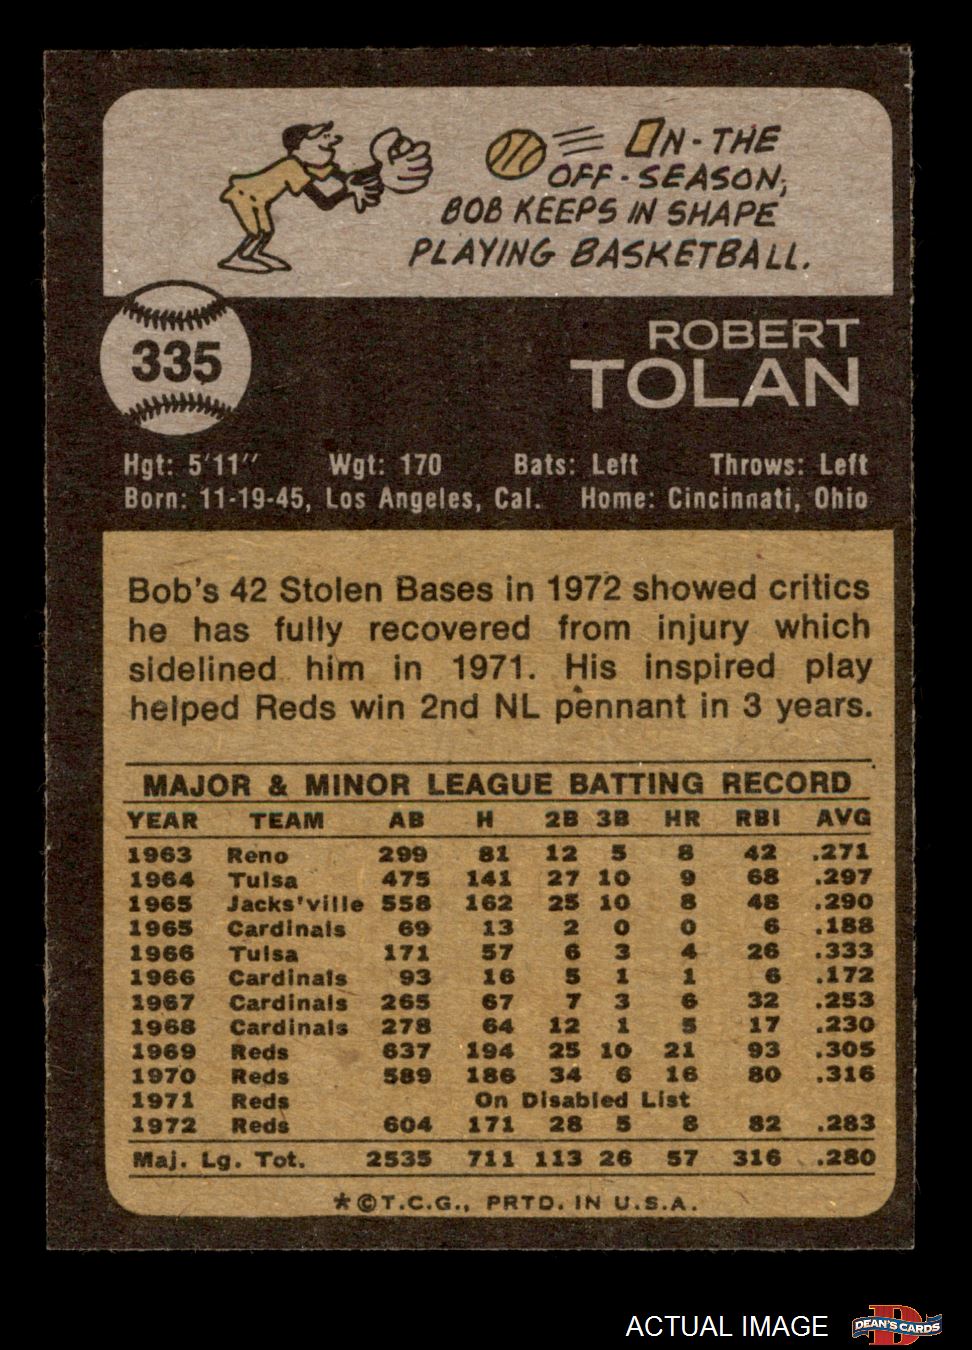 ON-THE
OFF-SEASON,
BOB KEEPS IN SHAPE
PLAYING BASKETBALL.
335
ROBERT
TOLAN
Hgt: 5'11" Wgt: 170 Bats: Left Throws: Left
Born: 11-19-45, Los Angeles, Cal. Home: Cincinnati, Ohio
Bob's 42 Stolen Bases in 1972 showed critics
he has fully recovered from injury which
sidelined him in 1971. His inspired play
helped Reds win 2nd NL pennant in 3 years.
MAJOR & MINOR LEAGUE BATTING RECORD
YEAR TEAM AB H 2B 3B HR RBI AVG
1963 Reno 299 81 12 5 8 42 .271
1964 Tulsa 475 141 27 10 9 68 .297
1965 Jacks'ville 558 162 25 10 8 48 .290
1965 Cardinals 69 13 2 0 0 6 .188
1966 Tulsa 171 57 6 3 4 26 .333
1966 Cardinals 93 16 5 1 1 6 .172
1967 Cardinals 265 67 7 3 6 32 .253
1968 Cardinals 278 64 12 1 5 17 .230
1969 Reds 637 194 25 10 21 93 .305
1970 Reds 589 186 34 6 16 80 .316
1971 Reds On Disabled List
1972 Reds 604 171 28 5 8 82 .283
Maj. Lg. Tot. 2535 711 113 26 57 316 .280
*©T.C.G., PRTD. IN U.S.A.
ACTUAL IMAGE
D
DEAN'S CARDS